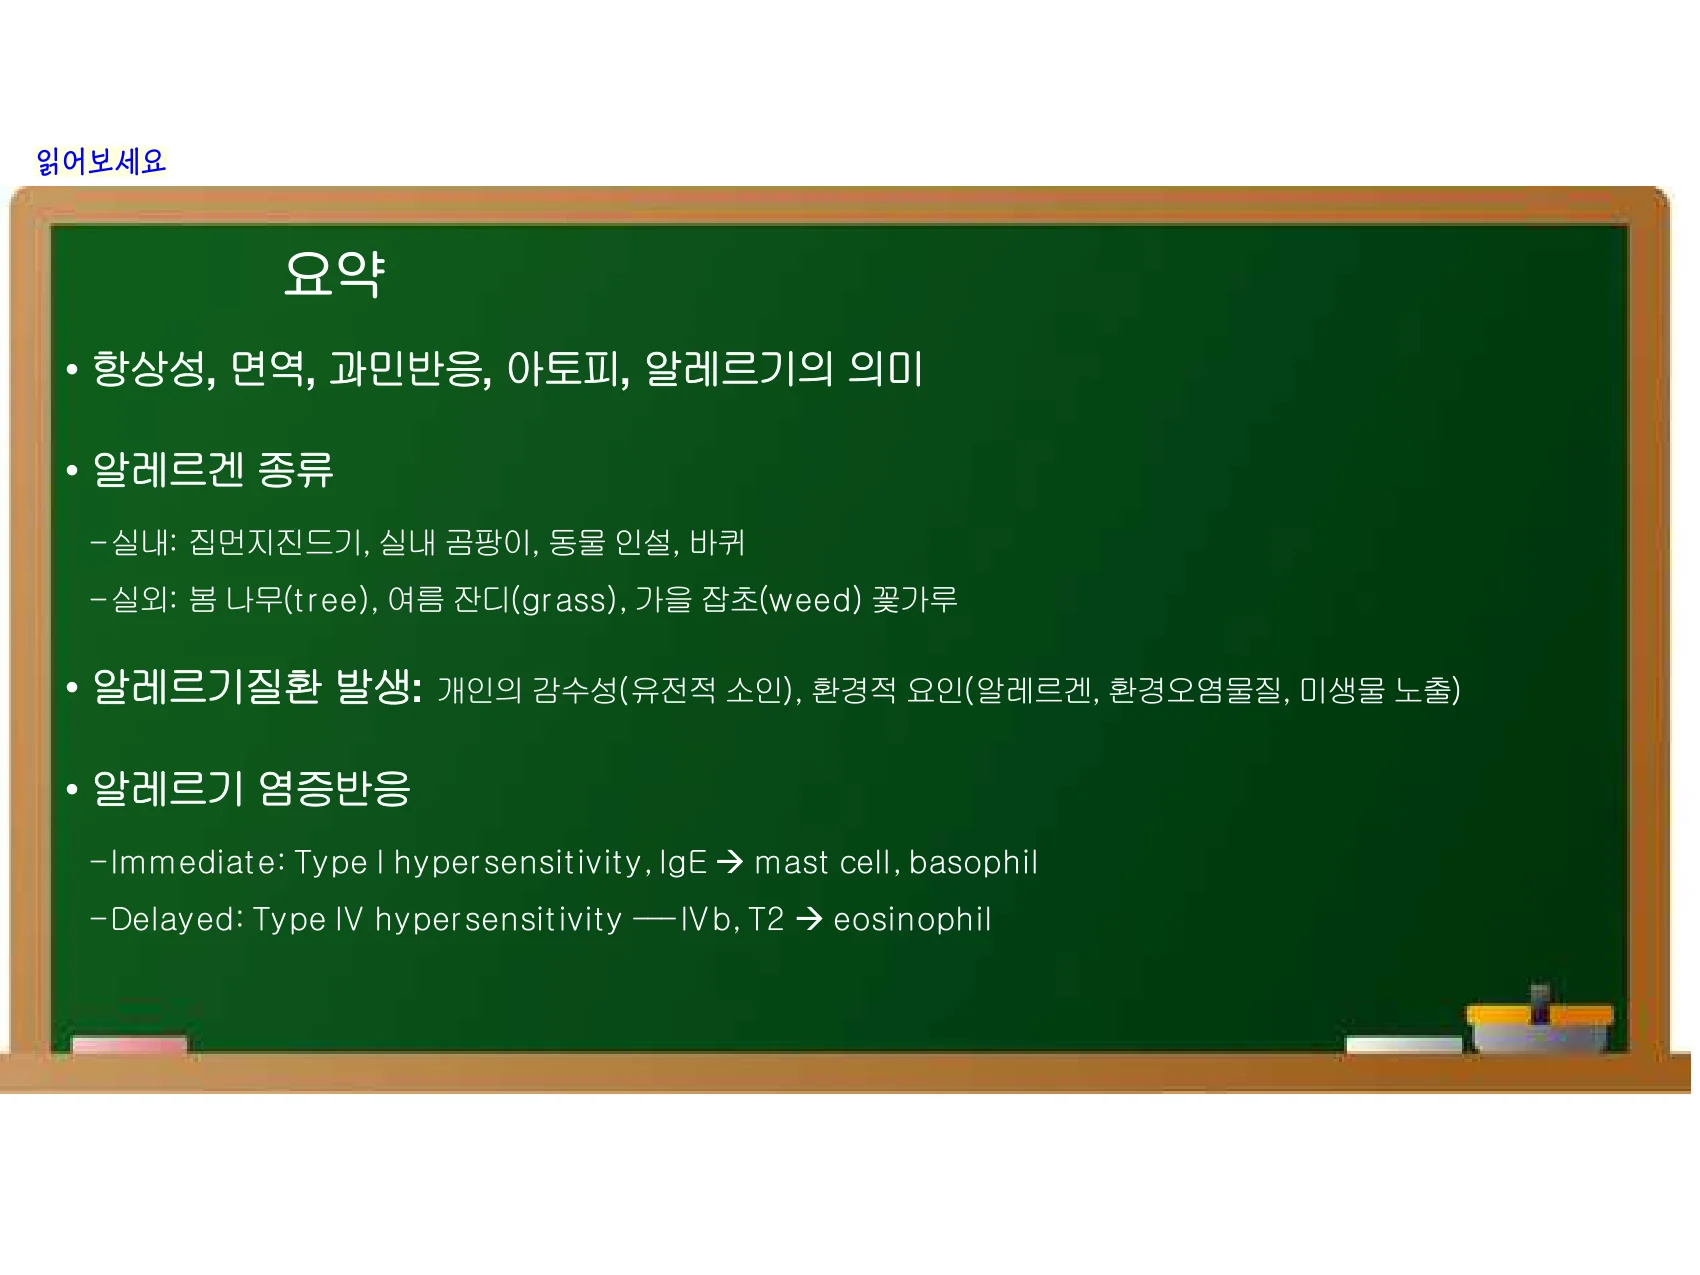 읽어보세요
요약
• 항상성, 면역, 과민반응, 아토피, 알레르기의 의미
• 알레르겐 종류
– 실내: 집먼지진드기, 실내 곰팡이, 동물 인설, 바퀴
– 실외: 봄 나무(tree), 여름 잔디(grass), 가을 잡초(weed) 꽃가루
• 알레르기질환 발생: 개인의 감수성(유전적 소인), 환경적 요인(알레르겐, 환경오염물질, 미생물 노출)
• 알레르기 염증반응
– Immediate: Type I hypersensitivity, IgE → mast cell, basophil
– Delayed: Type IV hypersensitivity --- IVb, T2 → eosinophil